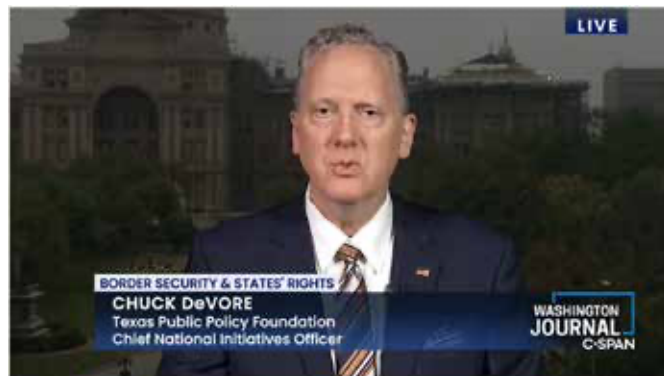 LIVE
BORDER SECURITY & STATES' RIGHTS
CHUCK DeVORE
Texas Public Policy Foundation
Chief National Initiatives Officer
WASHINGTON
JOURNAL
C-SPAN